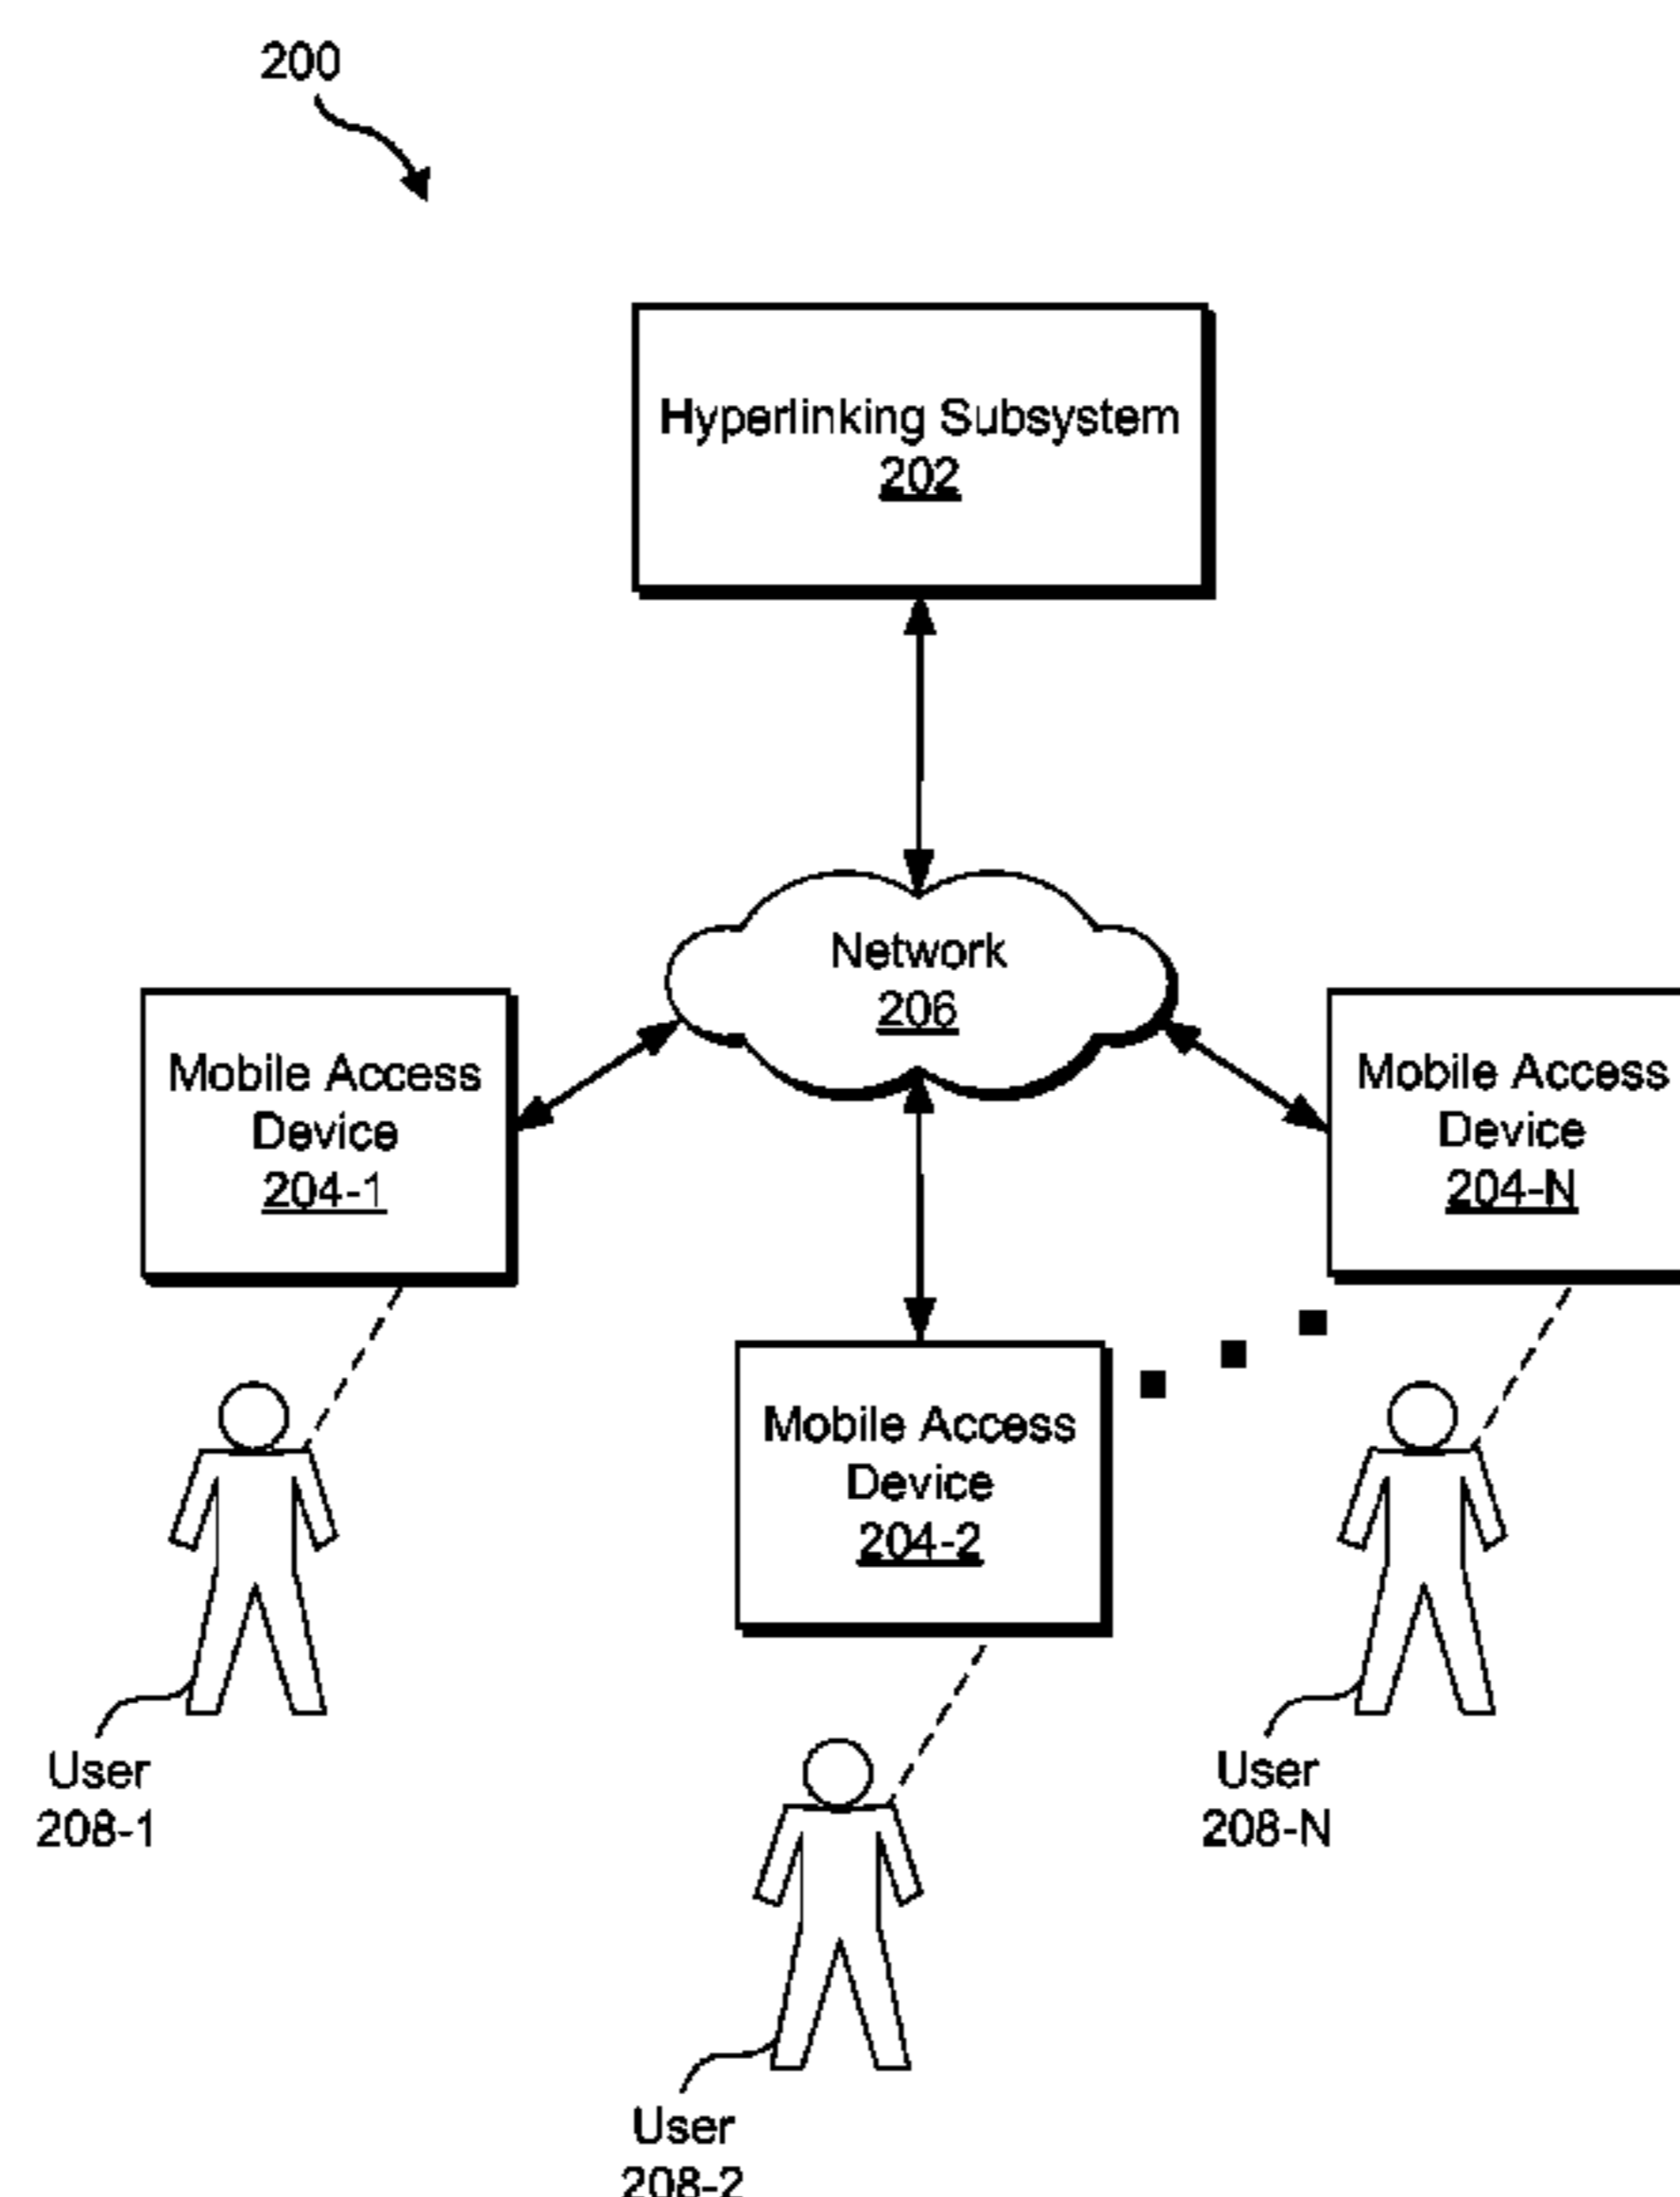 200
Hyperlinking Subsystem
202
Network
206
Mobile Access
Device
204-1
Mobile Access
Device
204-N
Mobile Access
Device
204-2
User
208-1
User
208-N
User
208-2